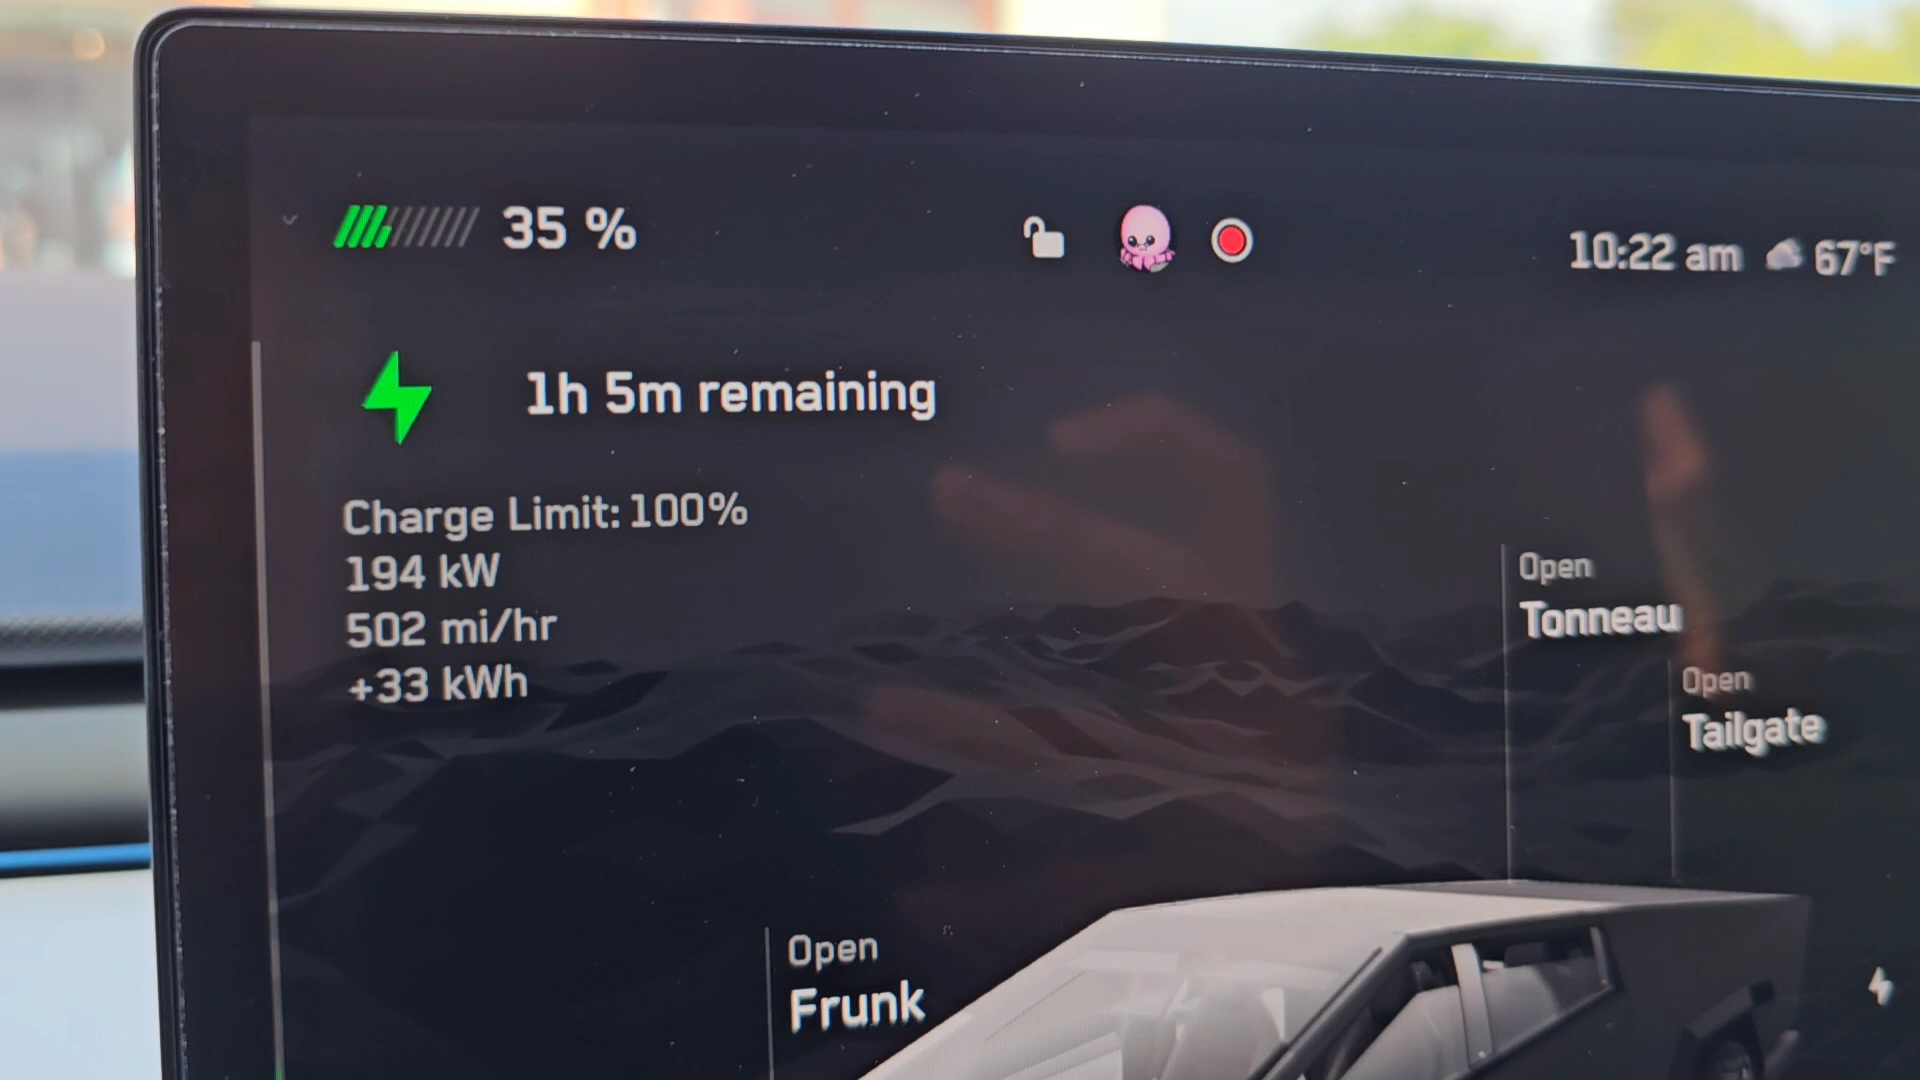 35 %
10:22 am 67°F
1h 5m remaining
Charge Limit: 100%
194 kW
502 mi/hr
+33 kWh
Open
Tonneau
Open
Tailgate
Open
Frunk